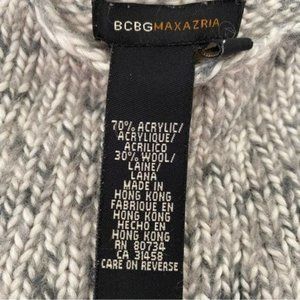 BCBGMAXAZRIA
70% ACRYLIC/
ACRYLIQUE/
ACRILICO
30% WOOL/
LAINE/
LANA
MADE IN
HONG KONG
FABRIQUE EN
HONG KONG
HECHO EN
HONG KONG
RN 80734
CA 31458
CARE ON REVERSE